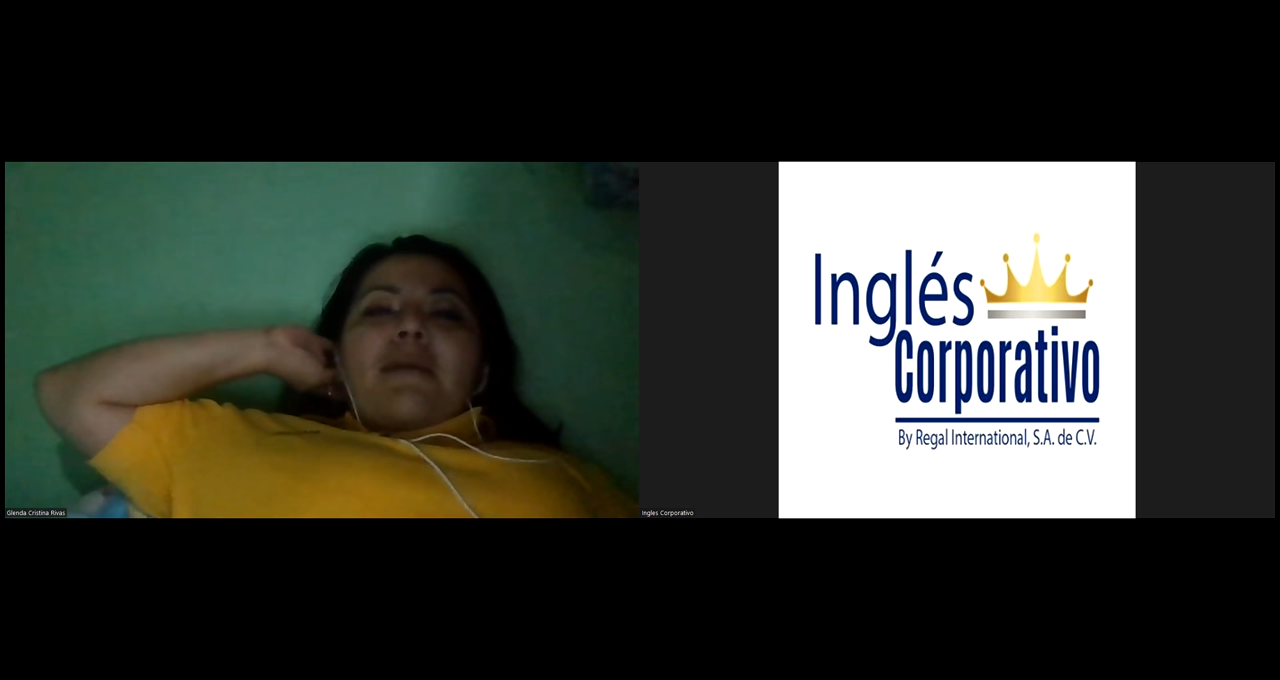 Inglés
Corporativo
By Regal International, S.A. de C.V.
Glenda Cristina Rivas
Ingles Corporativo